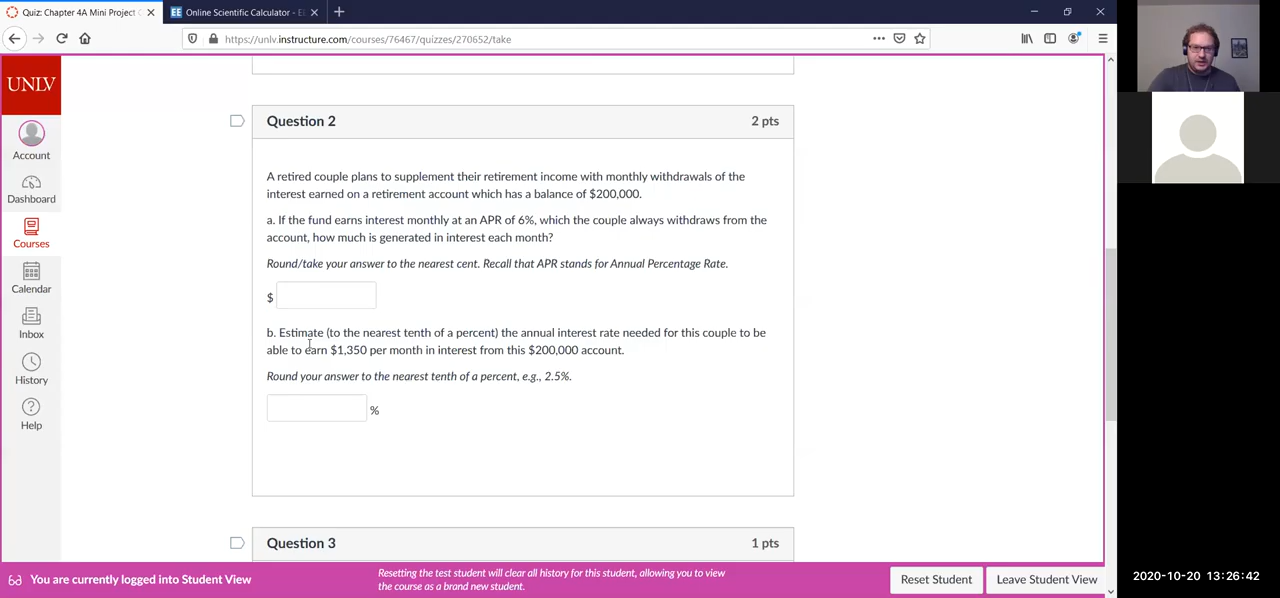 Quiz: Chapter 4A Mini Project
Online Scientific Calculator -
https://unlv.instructure.com/courses/76467/quizzes/270652/take
UNLV
Account
Dashboard
Courses
Calendar
Inbox
History
Help
Question 2
2 pts
A retired couple plans to supplement their retirement income with monthly withdrawals of the
interest earned on a retirement account which has a balance of $200,000.
a. If the fund earns interest monthly at an APR of 6%, which the couple always withdraws from the
account, how much is generated in interest each month?
Round/take your answer to the nearest cent. Recall that APR stands for Annual Percentage Rate.
$
b. Estimate (to the nearest tenth of a percent) the annual interest rate needed for this couple to be
able to earn $1,350 per month in interest from this $200,000 account.
Round your answer to the nearest tenth of a percent, e.g., 2.5%.
%
Question 3
1 pts
You are currently logged into Student View
Resetting the test student will clear all history for this student, allowing you to view
the course as a brand new student.
Reset Student
Leave Student View
2020-10-20 13:26:42